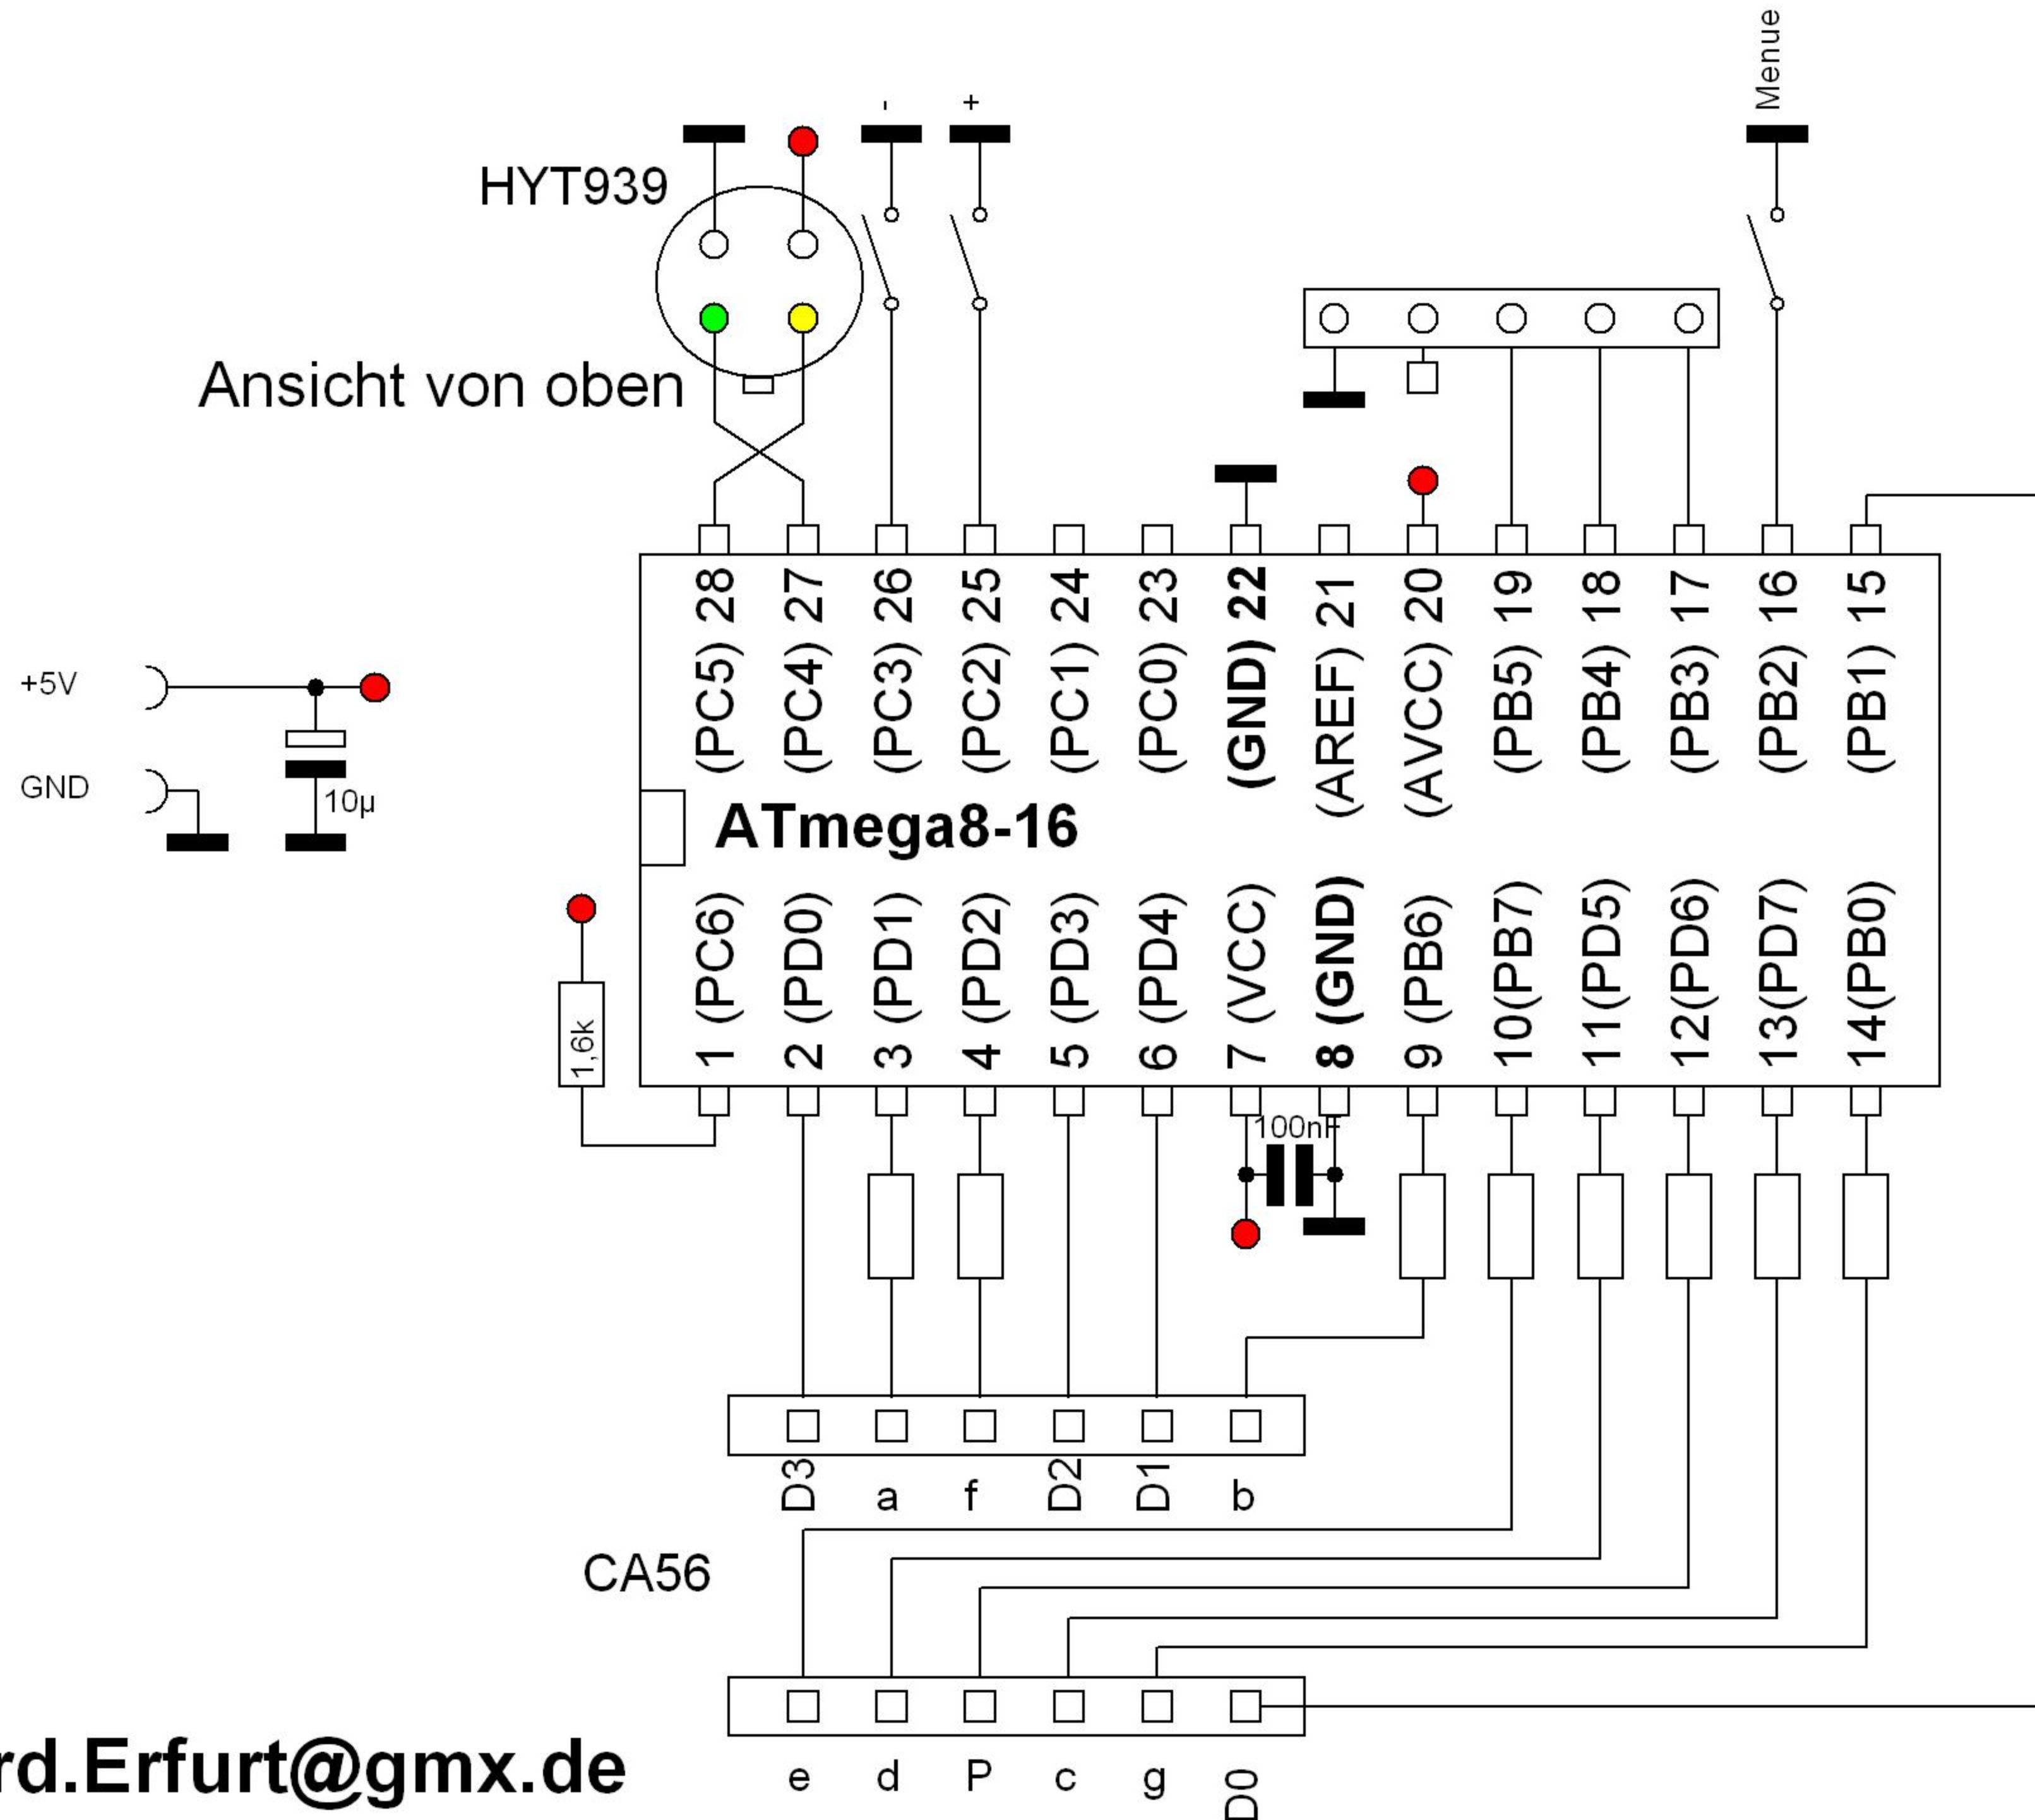 Menue
- +
HYT939
Ansicht von oben
(PC5) 28
(PC4) 27
(PC3) 26
(PC2) 25
(PC1) 24
(PC0) 23
(GND) 22
(AREF) 21
(AVCC) 20
(PB5) 19
(PB4) 18
(PB3) 17
(PB2) 16
(PB1) 15
+5V
GND
10µ
ATmega8-16
1,6k
1 (PC6)
2 (PD0)
3 (PD1)
4 (PD2)
5 (PD3)
6 (PD4)
7 (VCC)
8 (GND)
9 (PB6)
10(PB7)
11(PD5)
12(PD6)
13(PD7)
14(PB0)
100nF
D3 a f D2 D1 b
CA56
e d P c g D0
rd.Erfurt@gmx.de